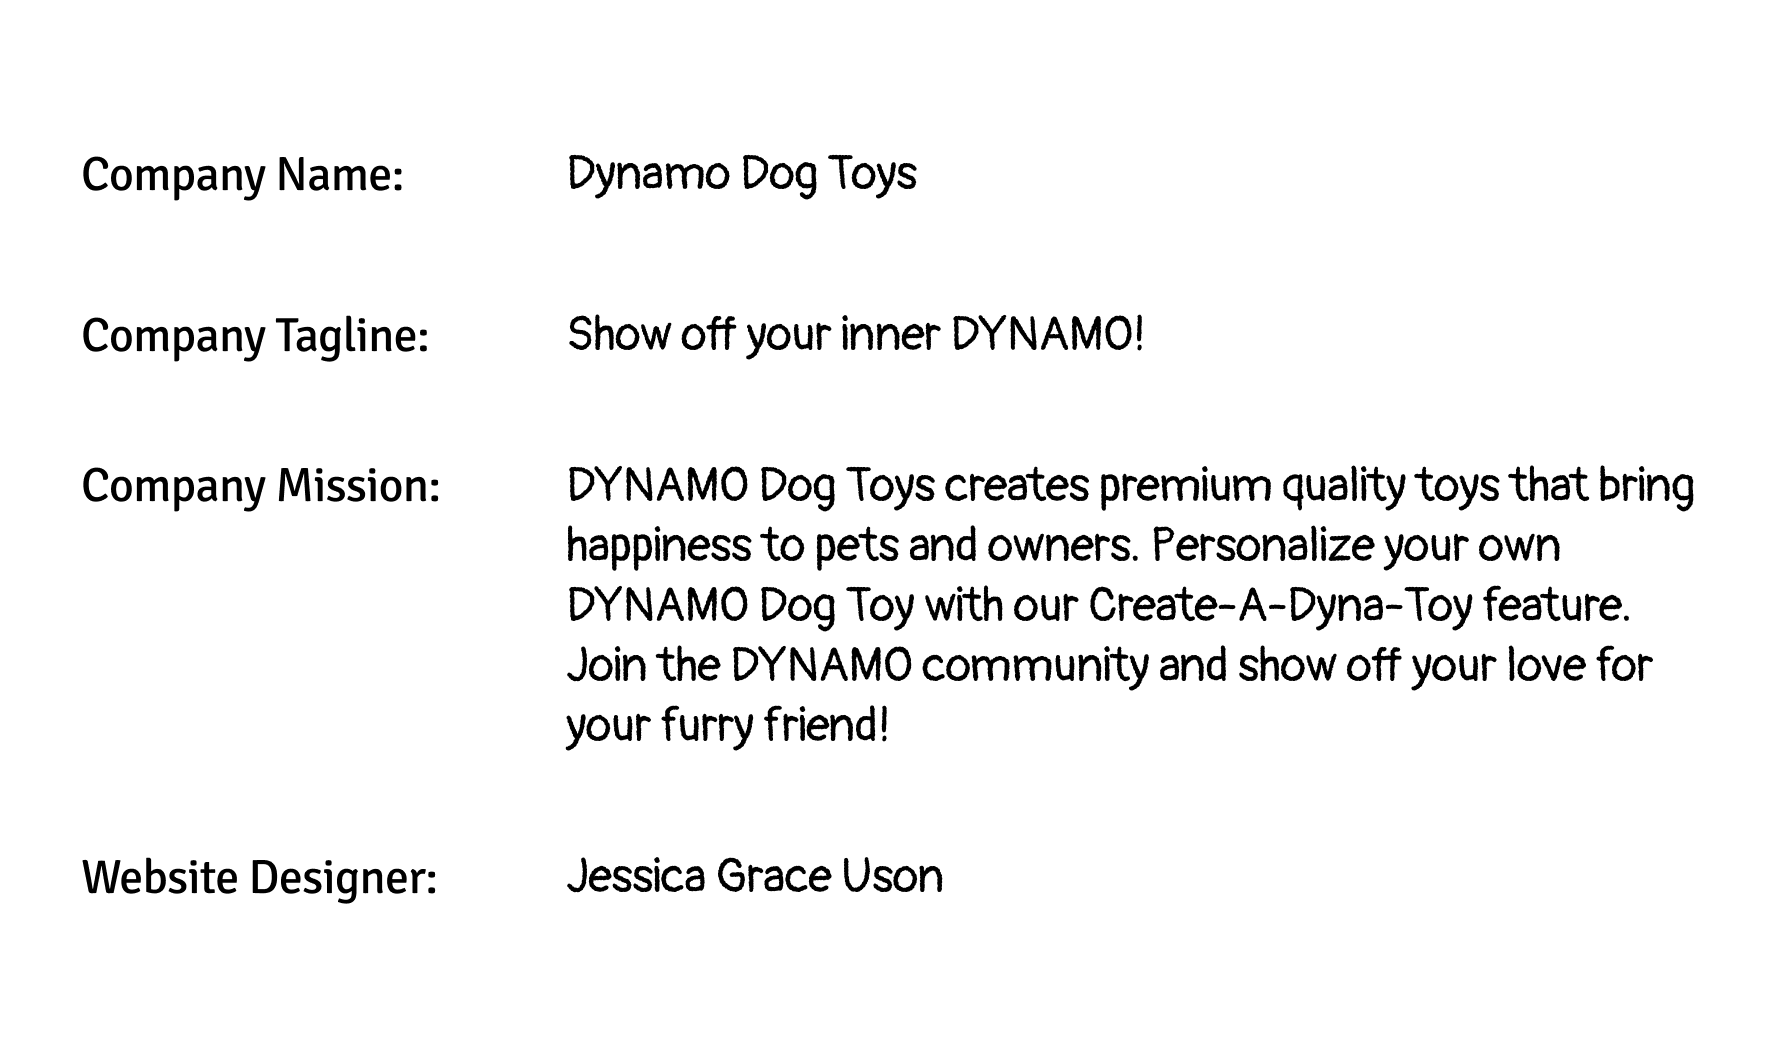 Company Name: Dynamo Dog Toys
Company Tagline: Show off your inner DYNAMO!
Company Mission: DYNAMO Dog Toys creates premium quality toys that bring
happiness to pets and owners. Personalize your own
DYNAMO Dog Toy with our Create-A-Dyna-Toy feature.
Join the DYNAMO community and show off your love for
your furry friend!
Website Designer: Jessica Grace Uson